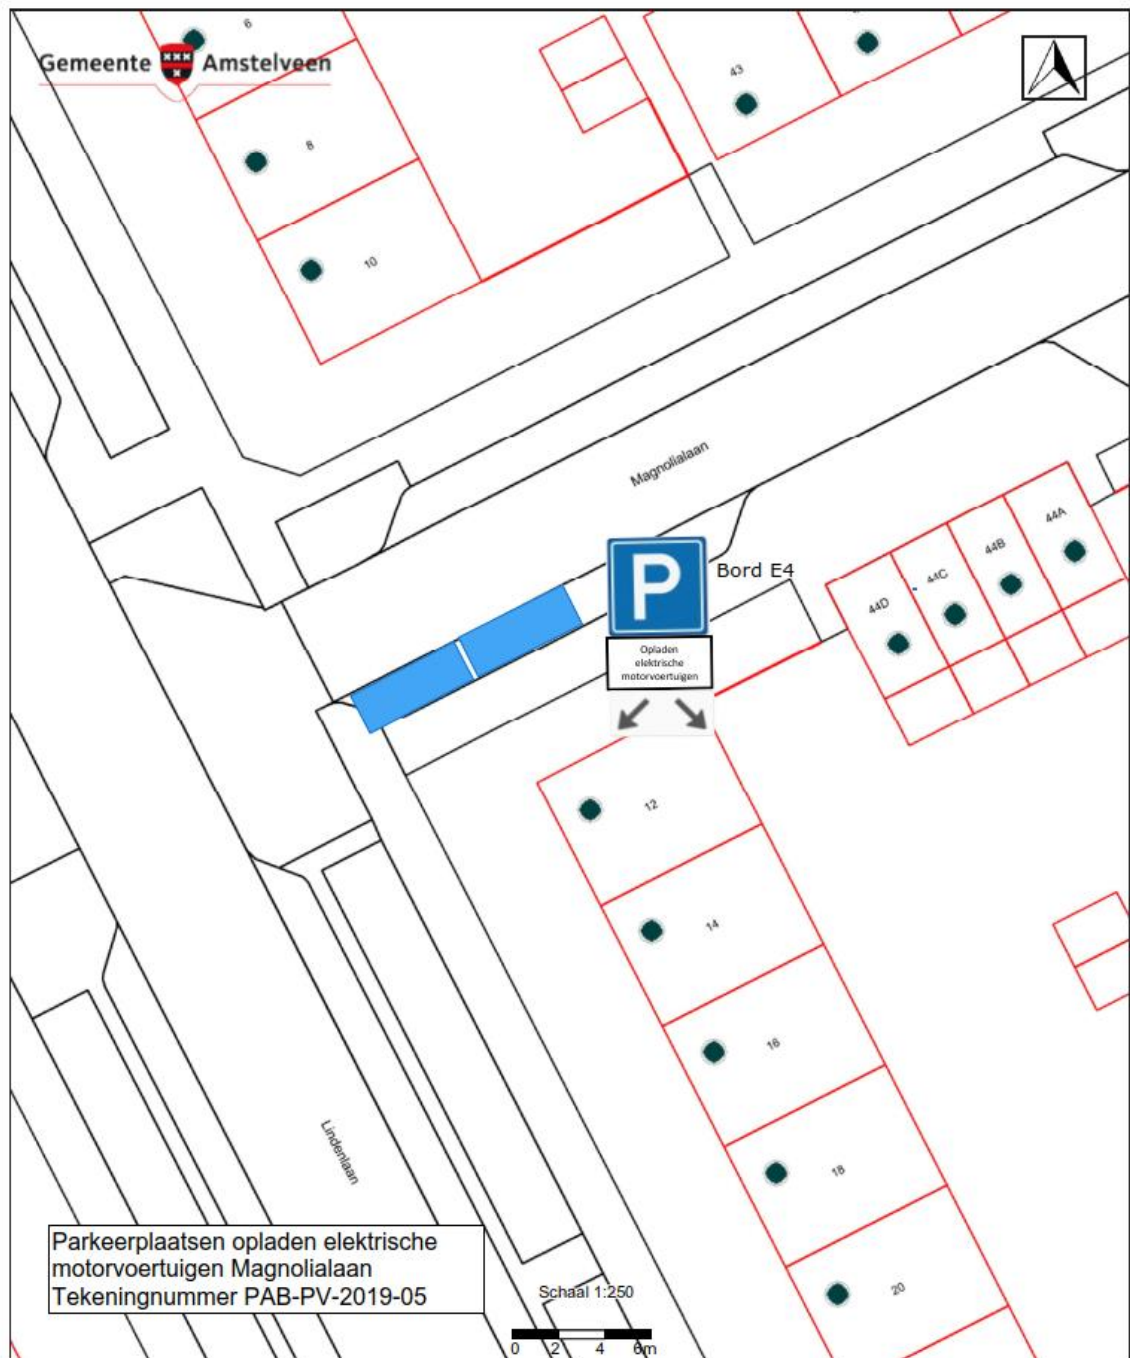 Gemeente Amstelveen
6
8
10
43
Magnolialaan
P
Bord E4
Opladen
elektrische
motorvoertuigen
44A
44B
44C
44D
12
14
16
18
20
Lindenlaan
Parkeerplaatsen opladen elektrische
motorvoertuigen Magnolialaan
Tekeningnummer PAB-PV-2019-05
Schaal 1:250
0 2 4 6m